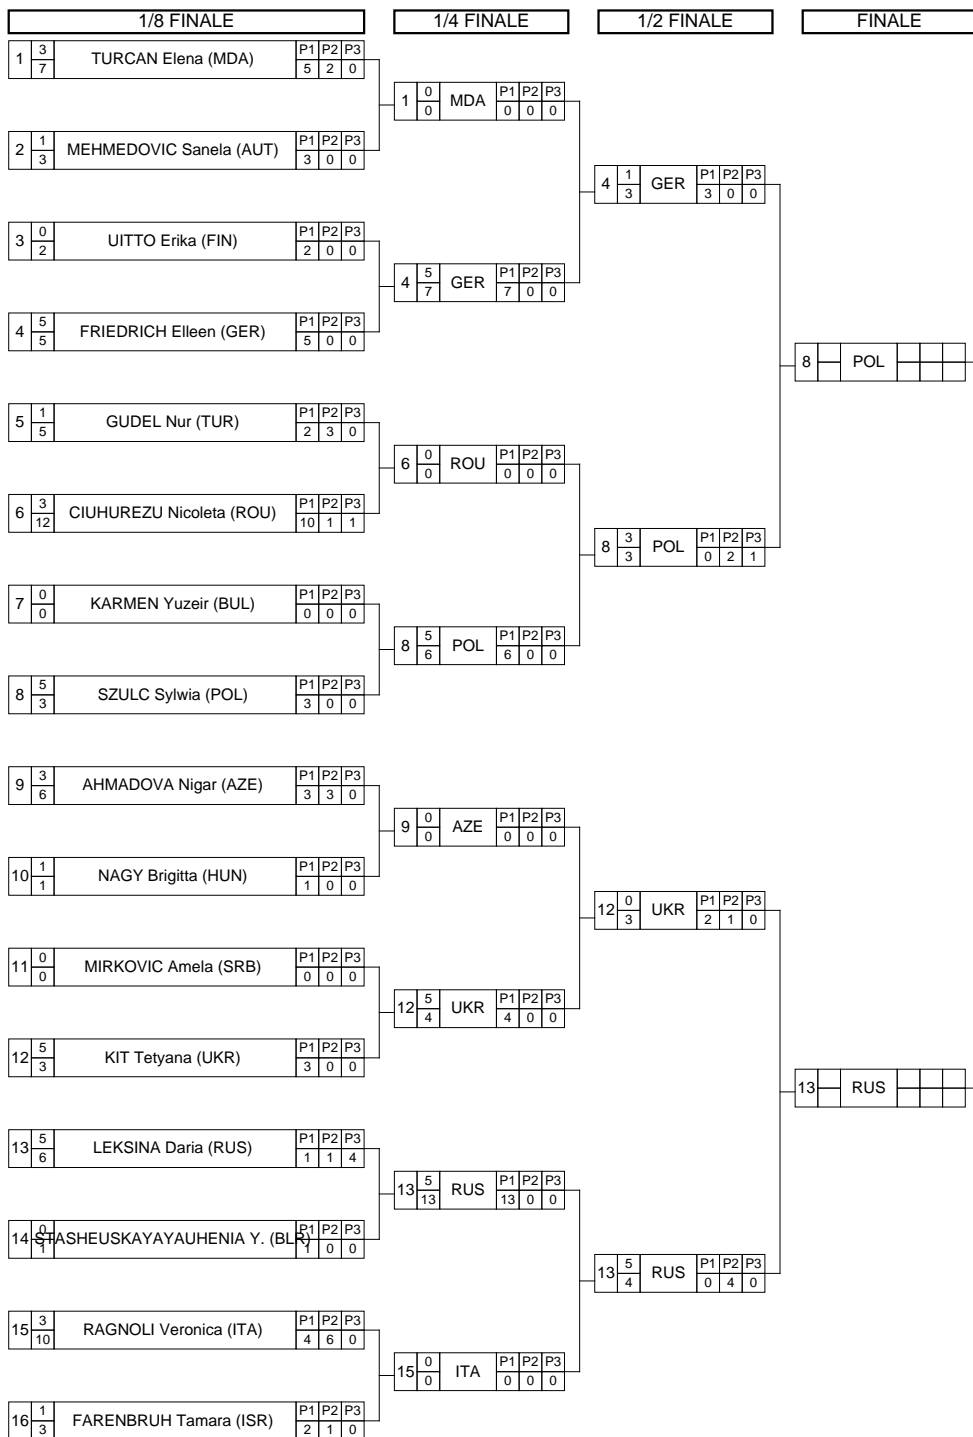 1/8 FINALE 1/4 FINALE 1/2 FINALE FINALE
1 3 7 TURCAN Elena (MDA) P1 P2 P3 5 2 0
1 0 0 MDA P1 P2 P3 0 0 0
2 1 3 MEHMEDOVIC Sanela (AUT) P1 P2 P3 3 0 0
4 1 3 GER P1 P2 P3 3 0 0
3 0 2 UITTO Erika (FIN) P1 P2 P3 2 0 0
4 5 7 GER P1 P2 P3 7 0 0
4 5 5 FRIEDRICH Elleen (GER) P1 P2 P3 5 0 0
8 POL
5 1 5 GUDEL Nur (TUR) P1 P2 P3 2 3 0
6 0 0 ROU P1 P2 P3 0 0 0
6 3 12 CIUHUREZU Nicoleta (ROU) P1 P2 P3 10 1 1
8 3 3 POL P1 P2 P3 0 2 1
7 0 0 KARMEN Yuzeir (BUL) P1 P2 P3 0 0 0
8 5 6 POL P1 P2 P3 6 0 0
8 5 3 SZULC Sylwia (POL) P1 P2 P3 3 0 0
9 3 6 AHMADOVA Nigar (AZE) P1 P2 P3 3 3 0
9 0 0 AZE P1 P2 P3 0 0 0
10 1 1 NAGY Brigitta (HUN) P1 P2 P3 1 0 0
12 0 3 UKR P1 P2 P3 2 1 0
11 0 0 MIRKOVIC Amela (SRB) P1 P2 P3 0 0 0
12 5 4 UKR P1 P2 P3 4 0 0
12 5 3 KIT Tetyana (UKR) P1 P2 P3 3 0 0
13 RUS
13 5 6 LEKSINA Daria (RUS) P1 P2 P3 1 1 4
13 5 13 RUS P1 P2 P3 13 0 0
14 0 1 STASHEUSKAYAYAUHENIA Y. (BLR) P1 P2 P3 1 0 0
13 5 4 RUS P1 P2 P3 0 4 0
15 3 10 RAGNOLI Veronica (ITA) P1 P2 P3 4 6 0
15 0 0 ITA P1 P2 P3 0 0 0
16 1 3 FARENBRUH Tamara (ISR) P1 P2 P3 2 1 0